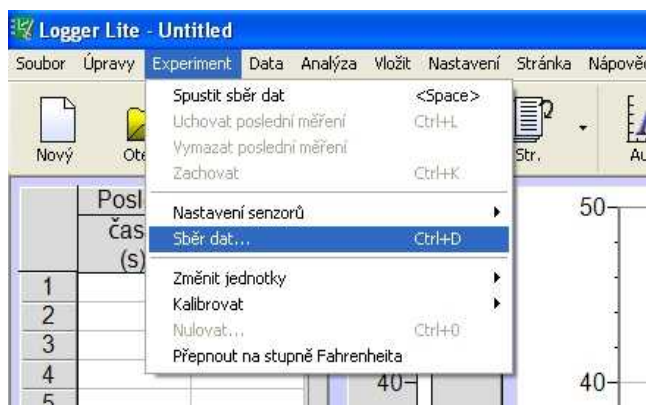 Logger Lite - Untitled
Soubor Úpravy Experiment Data Analýza Vložit Nastavení Stránka Nápově
Spustit sběr dat <Space>
Uchovat poslední měření Ctrl+L
Vymazat poslední měření
Zachovat Ctrl+K
Nastavení senzorů
Sběr dat... Ctrl+D
Změnit jednotky
Kalibrovat
Nulovat... Ctrl+0
Přepnout na stupně Fahrenheita
Nový Ote Str. Au
Posl
čas
(s)
1
2
3
4
5
50
40
40